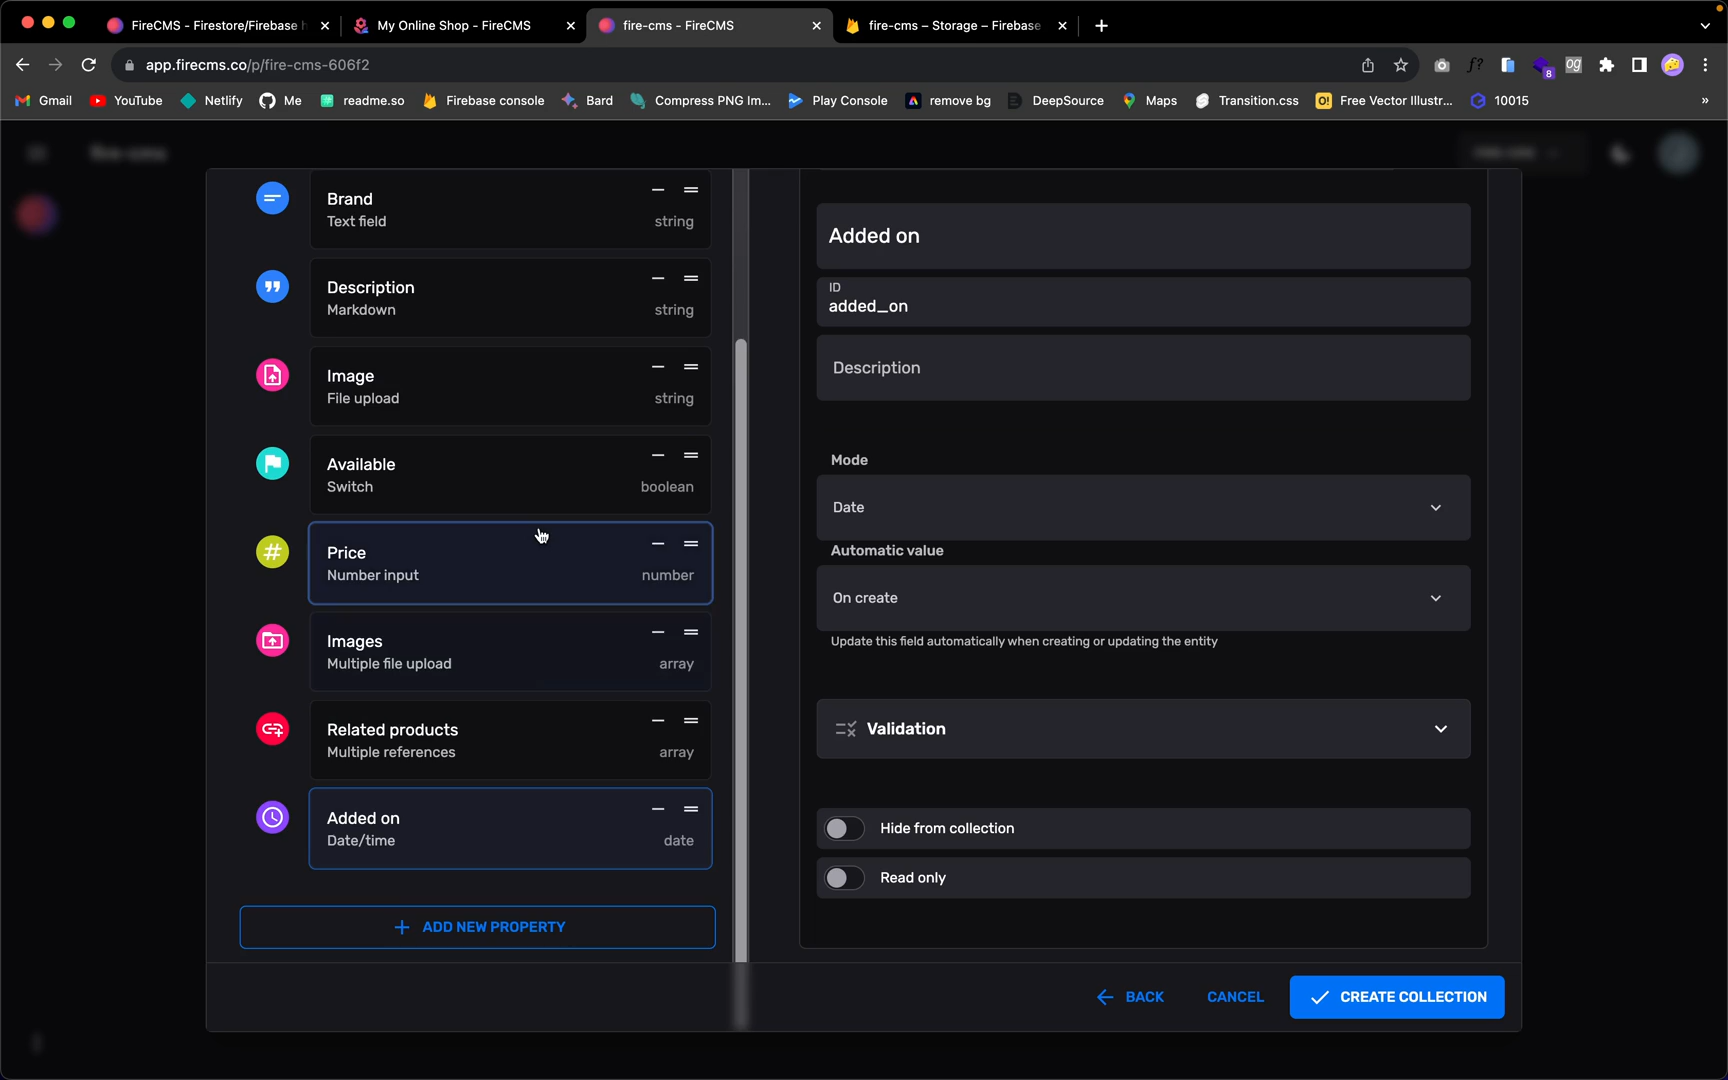 FireCMS - Firestore/Firebase h
My Online Shop - FireCMS
fire-cms - FireCMS
fire-cms – Storage – Firebase
app.firecms.co/p/fire-cms-606f2
f?
8
og
Gmail
YouTube
Netlify
Me
readme.so
Firebase console
Bard
Compress PNG Im...
Play Console
remove bg
DeepSource
Maps
Transition.css
O!
Free Vector Illustr...
10015
»
fire-cms
Brand
Text field
string
Description
Markdown
string
Image
File upload
string
Available
Switch
boolean
Price
Number input
number
Images
Multiple file upload
array
Related products
Multiple references
array
Added on
Date/time
date
+ ADD NEW PROPERTY
Added on
ID
added_on
Description
Mode
Date
Automatic value
On create
Update this field automatically when creating or updating the entity
Validation
Hide from collection
Read only
BACK
CANCEL
CREATE COLLECTION